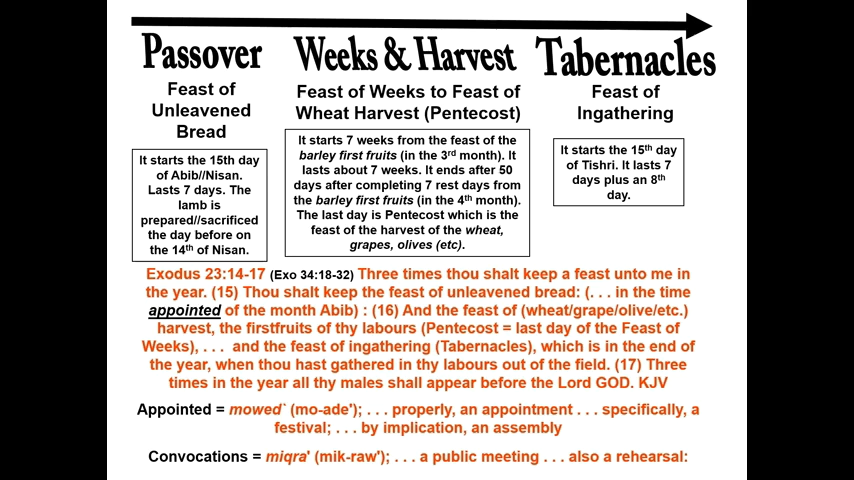 Passover
Weeks & Harvest
Tabernacles
Feast of
Unleavened
Bread
Feast of Weeks to Feast of
Wheat Harvest (Pentecost)
Feast of
Ingathering
It starts the 15th day
of Abib//Nisan.
Lasts 7 days. The
lamb is
prepared//sacrificed
the day before on
the 14th of Nisan.
It starts 7 weeks from the feast of the
barley first fruits (in the 3rd month). It
lasts about 7 weeks. It ends after 50
days after completing 7 rest days from
the barley first fruits (in the 4th month).
The last day is Pentecost which is the
feast of the harvest of the wheat,
grapes, olives (etc).
It starts the 15th day
of Tishri. It lasts 7
days plus an 8th
day.
Exodus 23:14-17 (Exo 34:18-32) Three times thou shalt keep a feast unto me in
the year. (15) Thou shalt keep the feast of unleavened bread: (. . . in the time
appointed of the month Abib) : (16) And the feast of (wheat/grape/olive/etc.)
harvest, the firstfruits of thy labours (Pentecost = last day of the Feast of
Weeks), . . . and the feast of ingathering (Tabernacles), which is in the end of
the year, when thou hast gathered in thy labours out of the field. (17) Three
times in the year all thy males shall appear before the Lord GOD. KJV
Appointed = mowed` (mo-ade'); . . . properly, an appointment . . . specifically, a
festival; . . . by implication, an assembly
Convocations = miqra' (mik-raw'); . . . a public meeting . . . also a rehearsal: